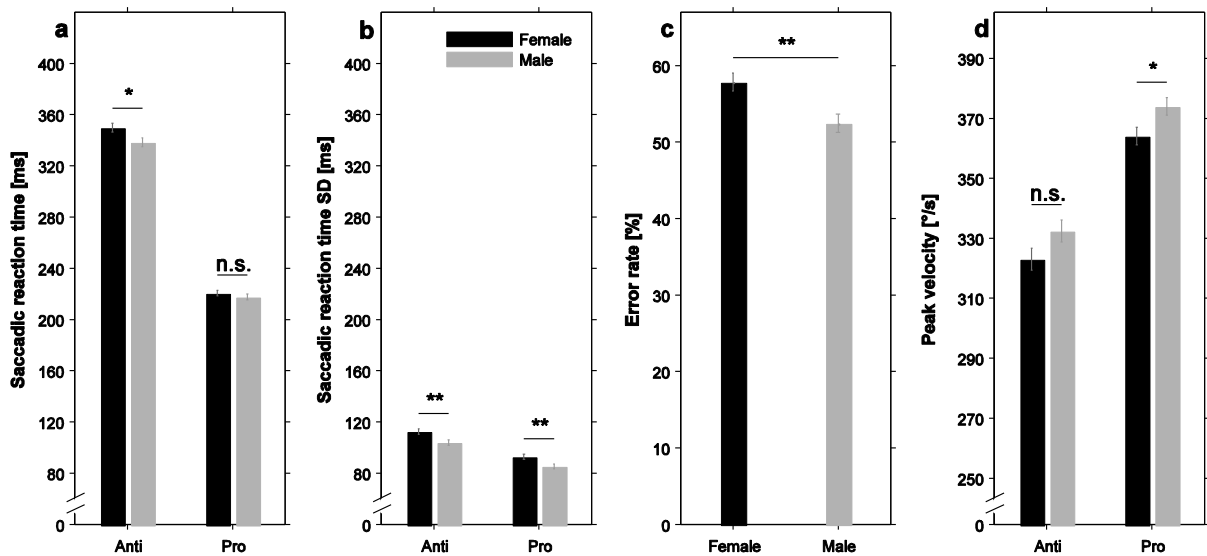 a
Saccadic reaction time [ms]
400
360
320
280
240
200
160
120
80
0
*
n.s.
Anti
Pro
b
Female
Male
Saccadic reaction time SD [ms]
400
360
320
280
240
200
160
120
80
0
**
**
Anti
Pro
c
Error rate [%]
60
50
40
30
20
10
0
**
Female
Male
d
Peak velocity [°/s]
390
370
350
330
310
290
270
250
0
n.s.
*
Anti
Pro